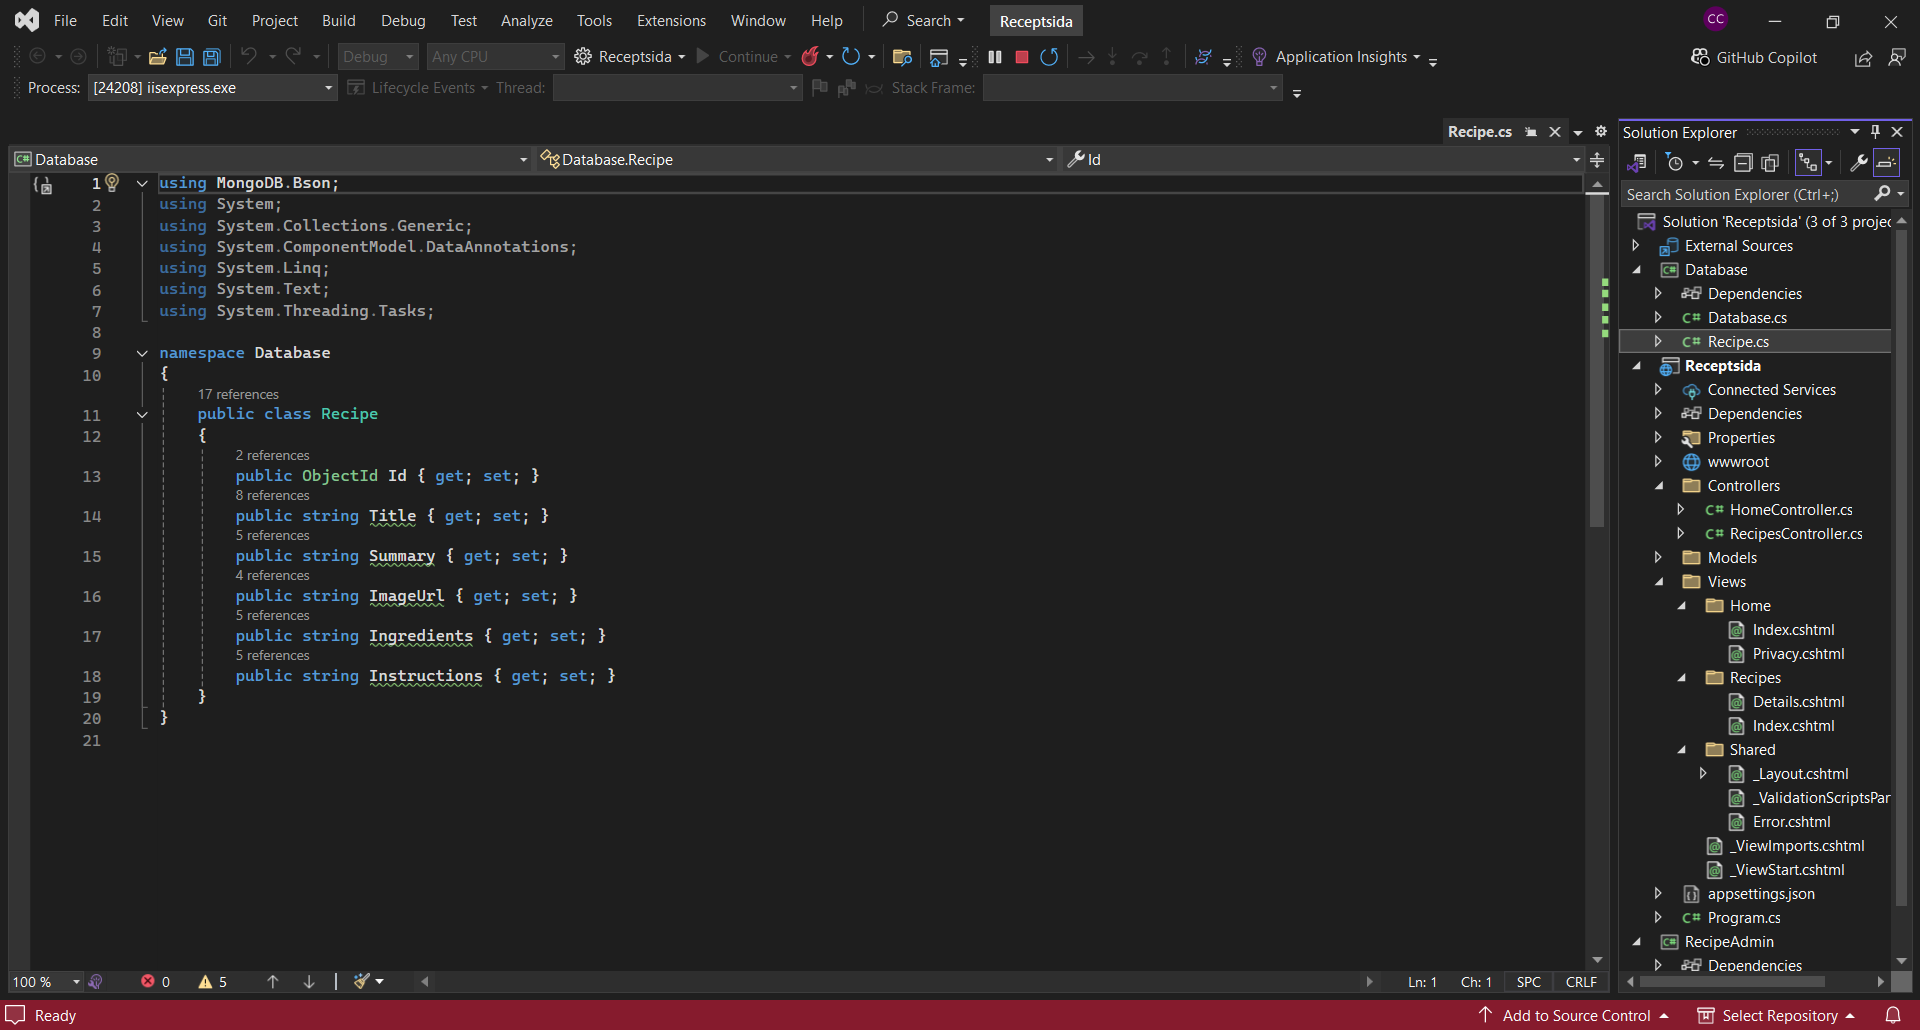 File Edit View Git Project Build Debug Test Analyze Tools Extensions Window Help Search Receptsida CC
Debug Any CPU Receptsida Continue Application Insights GitHub Copilot
Process: [24208] iisexpress.exe Lifecycle Events Thread: Stack Frame:
Recipe.cs
Database Database.Recipe Id
1 using MongoDB.Bson;
2 using System;
3 using System.Collections.Generic;
4 using System.ComponentModel.DataAnnotations;
5 using System.Linq;
6 using System.Text;
7 using System.Threading.Tasks;
8
9 namespace Database
10 {
17 references
11 public class Recipe
12 {
2 references
13 public ObjectId Id { get; set; }
8 references
14 public string Title { get; set; }
5 references
15 public string Summary { get; set; }
4 references
16 public string ImageUrl { get; set; }
5 references
17 public string Ingredients { get; set; }
5 references
18 public string Instructions { get; set; }
19 }
20 }
21
100 % 0 5 Ln: 1 Ch: 1 SPC CRLF
Solution Explorer
Search Solution Explorer (Ctrl+;)
Solution 'Receptsida' (3 of 3 projec
External Sources
C# Database
Dependencies
C# Database.cs
C# Recipe.cs
Receptsida
Connected Services
Dependencies
Properties
wwwroot
Controllers
C# HomeController.cs
C# RecipesController.cs
Models
Views
Home
Index.cshtml
Privacy.cshtml
Recipes
Details.cshtml
Index.cshtml
Shared
_Layout.cshtml
_ValidationScriptsPar
Error.cshtml
_ViewImports.cshtml
_ViewStart.cshtml
appsettings.json
C# Program.cs
C# RecipeAdmin
Dependencies
Ready Add to Source Control Select Repository